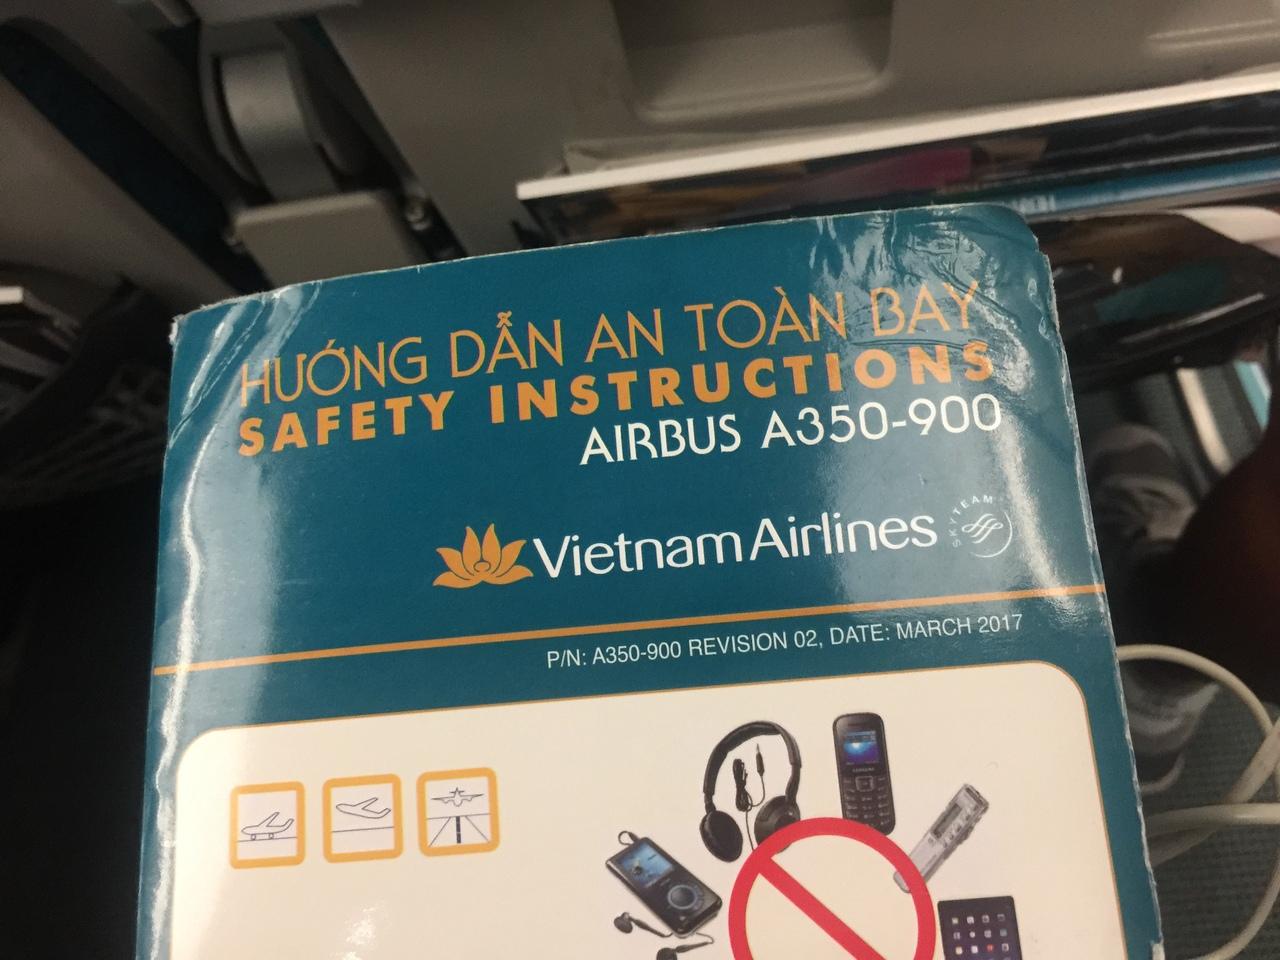 HƯỚNG DẪN AN TOÀN BAY
SAFETY INSTRUCTIONS
AIRBUS A350-900
Vietnam Airlines
SKYTEAM
P/N: A350-900 REVISION 02, DATE: MARCH 2017
SAMSUNG